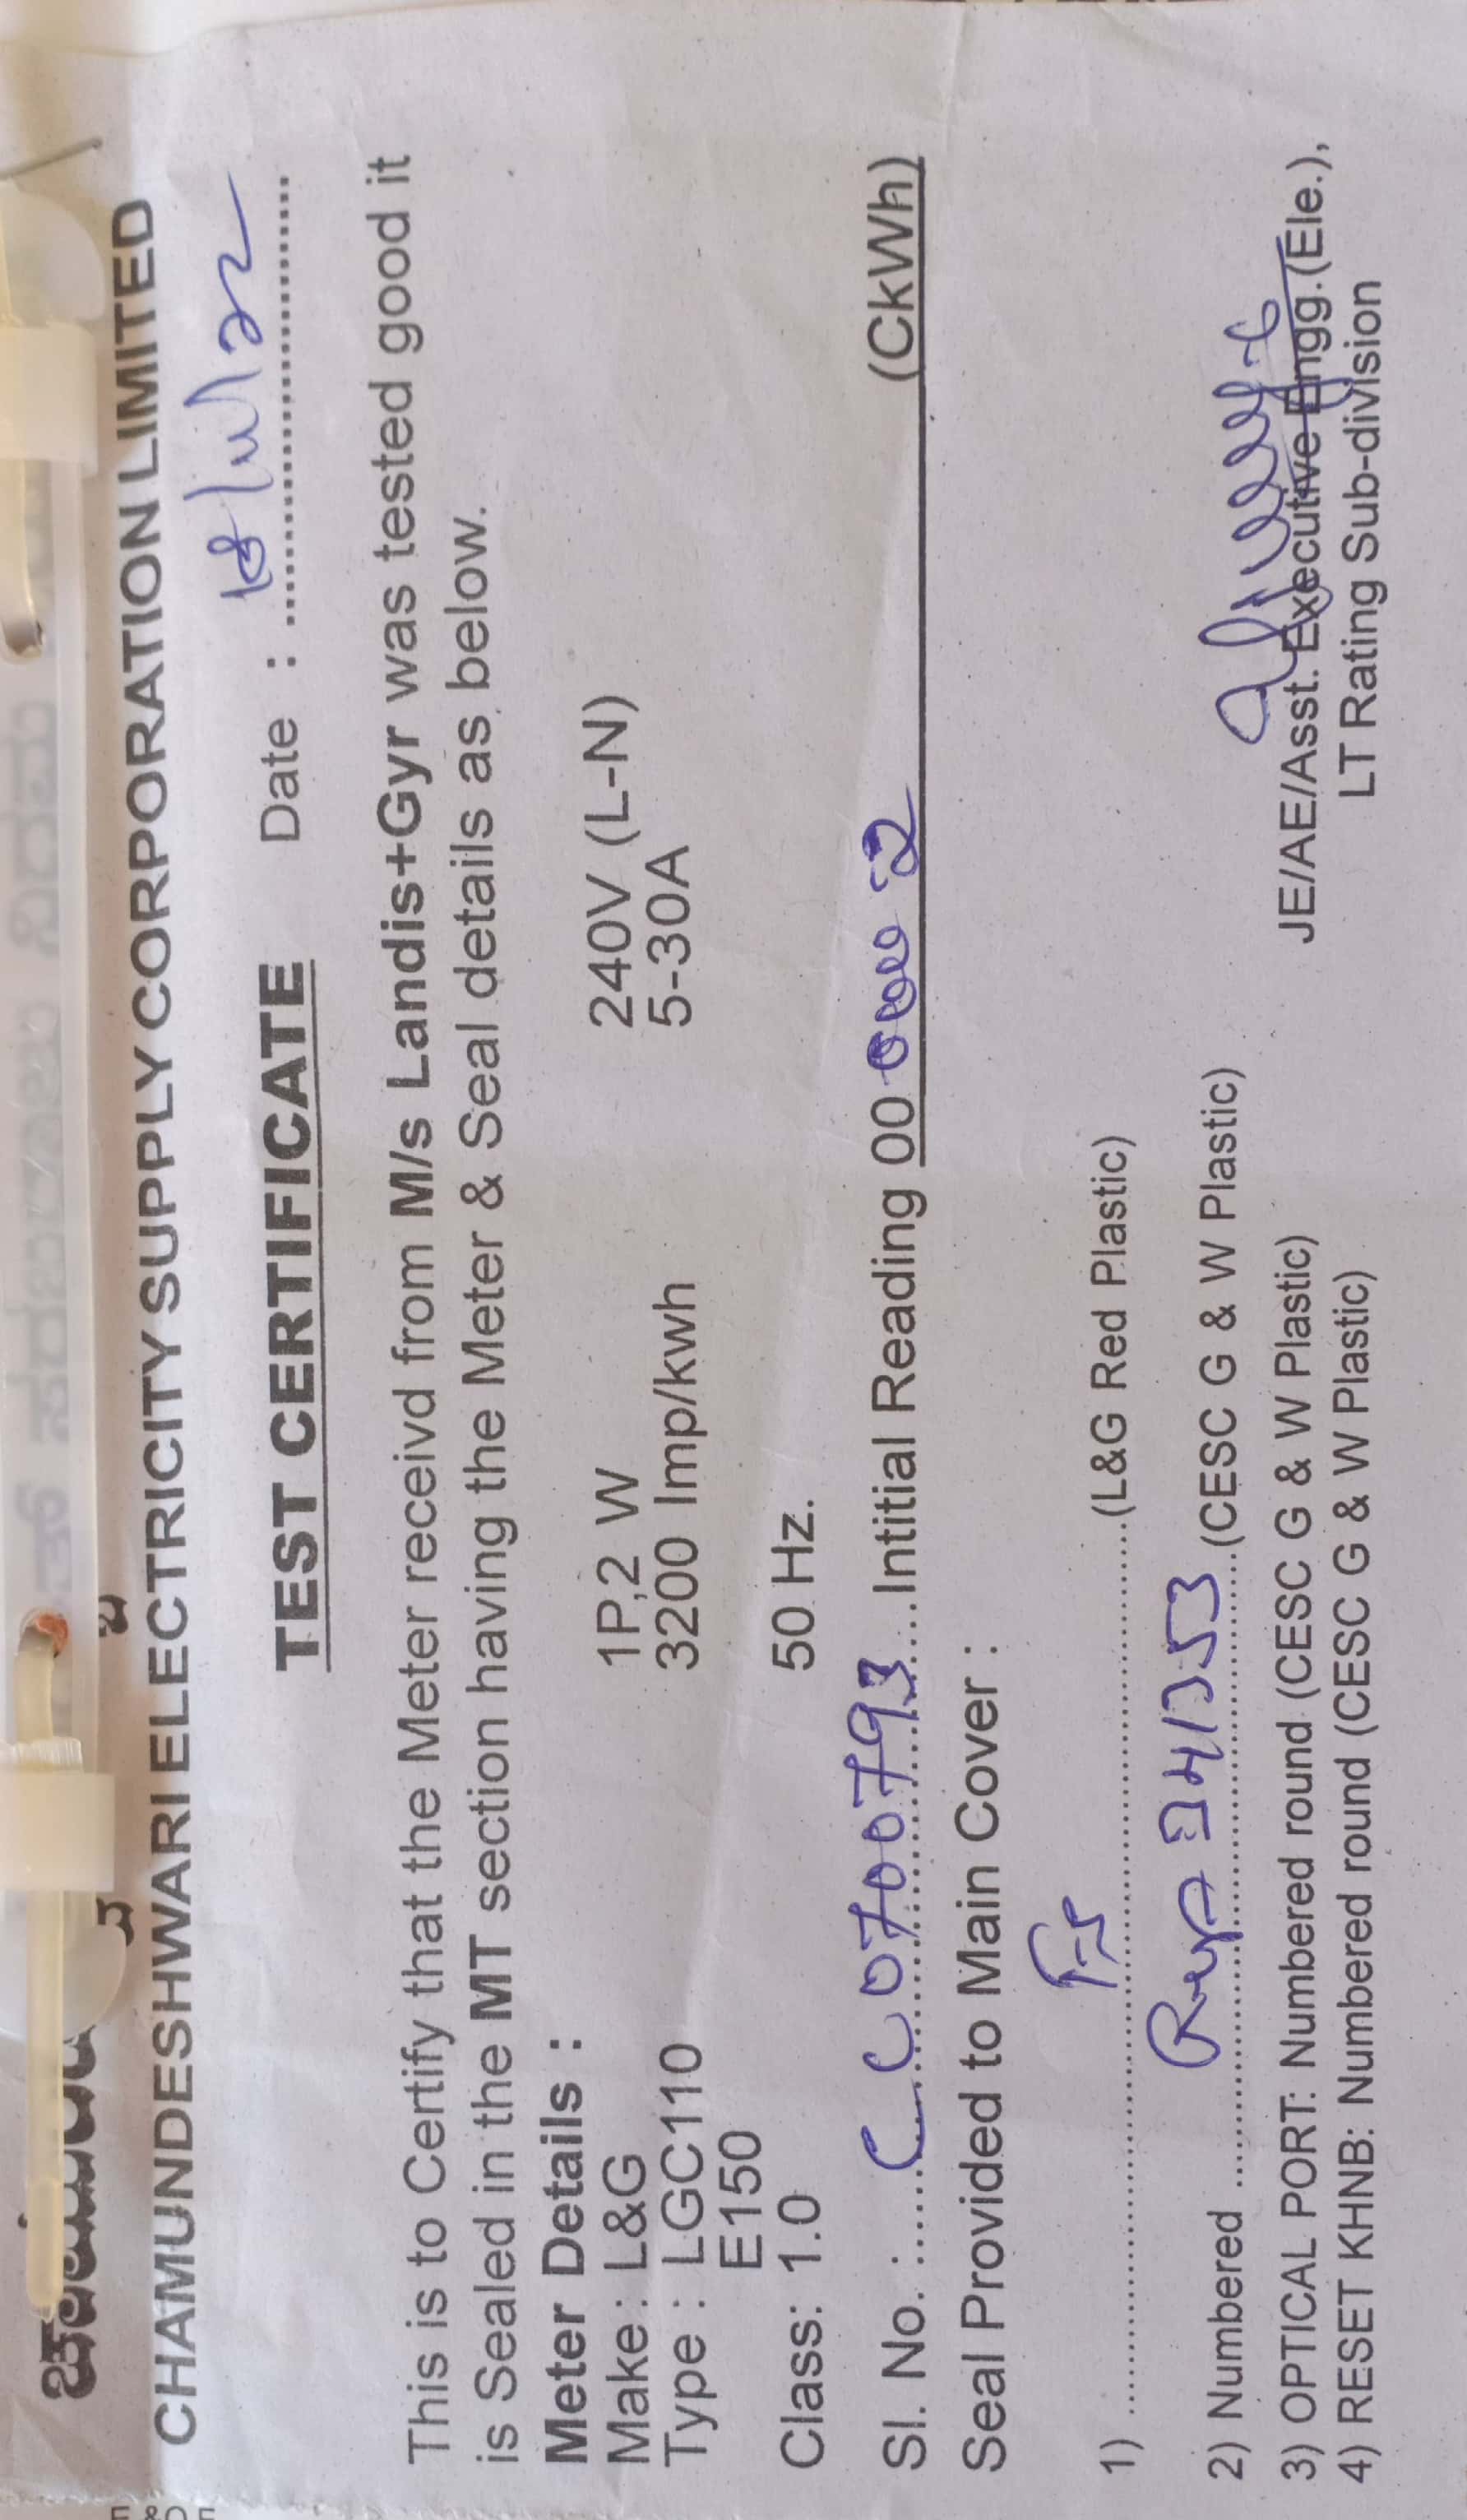 CHAMUNDESHWARI ELECTRICITY SUPPLY CORPORATION LIMITED
TEST CERTIFICATE Date :
This is to Certify that the Meter receivd from M/s Landis+Gyr was tested good it
is Sealed in the MT section having the Meter & Seal details as below.
Meter Details :
Make : L&G 1P,2 W 240V (L-N)
Type : LGC110 3200 Imp/kwh 5-30A
E150
Class: 1.0 50 Hz.
Sl. No. : CC0700793 Intitial Reading 00 (CkWh)
Seal Provided to Main Cover :
1) (L&G Red Plastic)
2) Numbered (CESC G & W Plastic)
3) OPTICAL PORT: Numbered round (CESC G & W Plastic)
4) RESET KHNB: Numbered round (CESC G & W Plastic)
JE/AE/Asst. Executive Engg.(Ele.),
LT Rating Sub-division